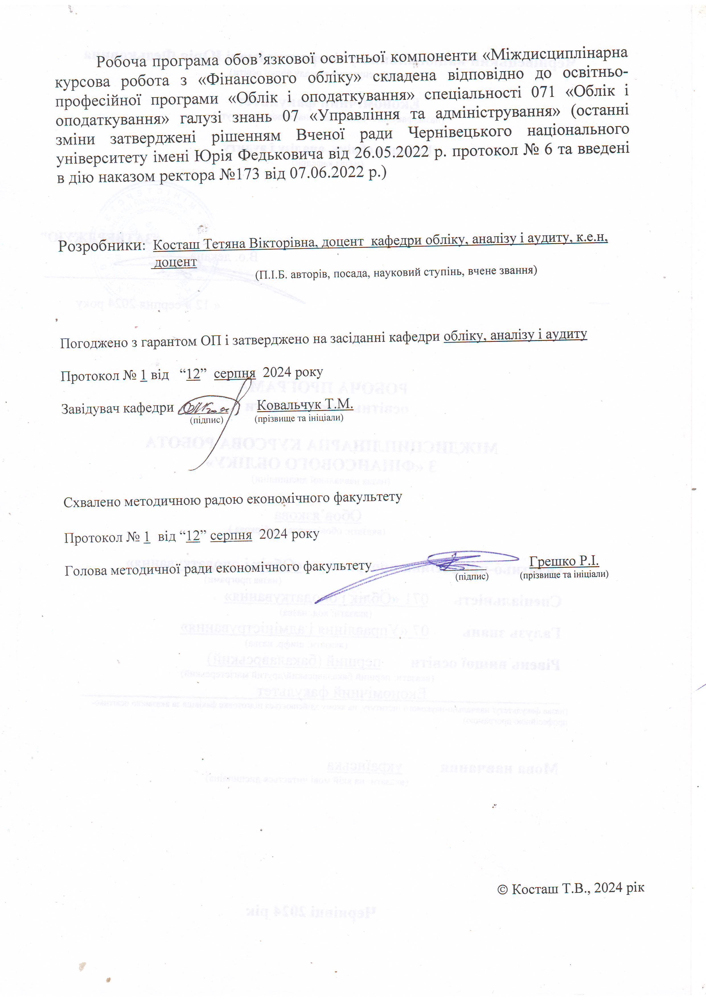 Робоча програма обов’язкової освітньої компоненти «Міждисциплінарна
курсова робота з «Фінансового обліку» складена відповідно до освітньо-
професійної програми «Облік і оподаткування» спеціальності 071 «Облік і
оподаткування» галузі знань 07 «Управління та адміністрування» (останні
зміни затверджені рішенням Вченої ради Чернівецького національного
університету імені Юрія Федьковича від 26.05.2022 р. протокол № 6 та введені
в дію наказом ректора №173 від 07.06.2022 р.)
Розробники: Косташ Тетяна Вікторівна, доцент кафедри обліку, аналізу і аудиту, к.е.н,
доцент
(П.І.Б. авторів, посада, науковий ступінь, вчене звання)
Погоджено з гарантом ОП і затверджено на засіданні кафедри обліку, аналізу і аудиту
Протокол № 1 від “12” серпня 2024 року
Завідувач кафедри Ковальчук Т.М.
(підпис) (прізвище та ініціали)
Схвалено методичною радою економічного факультету
Протокол № 1 від “12” серпня 2024 року
Голова методичної ради економічного факультету Грешко Р.І.
(підпис) (прізвище та ініціали)
© Косташ Т.В., 2024 рік